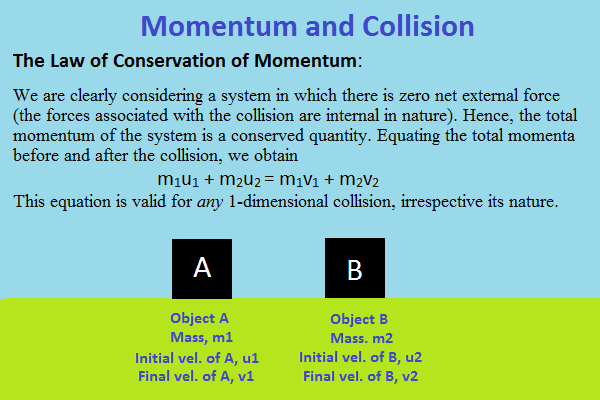 Momentum and Collision
The Law of Conservation of Momentum:
We are clearly considering a system in which there is zero net external force
(the forces associated with the collision are internal in nature). Hence, the total
momentum of the system is a conserved quantity. Equating the total momenta
before and after the collision, we obtain
m₁u₁ + m₂u₂ = m₁v₁ + m₂v₂
This equation is valid for any 1-dimensional collision, irrespective its nature.
A B
Object A Object B
Mass, m1 Mass. m2
Initial vel. of A, u1 Initial vel. of B, u2
Final vel. of A, v1 Final vel. of B, v2